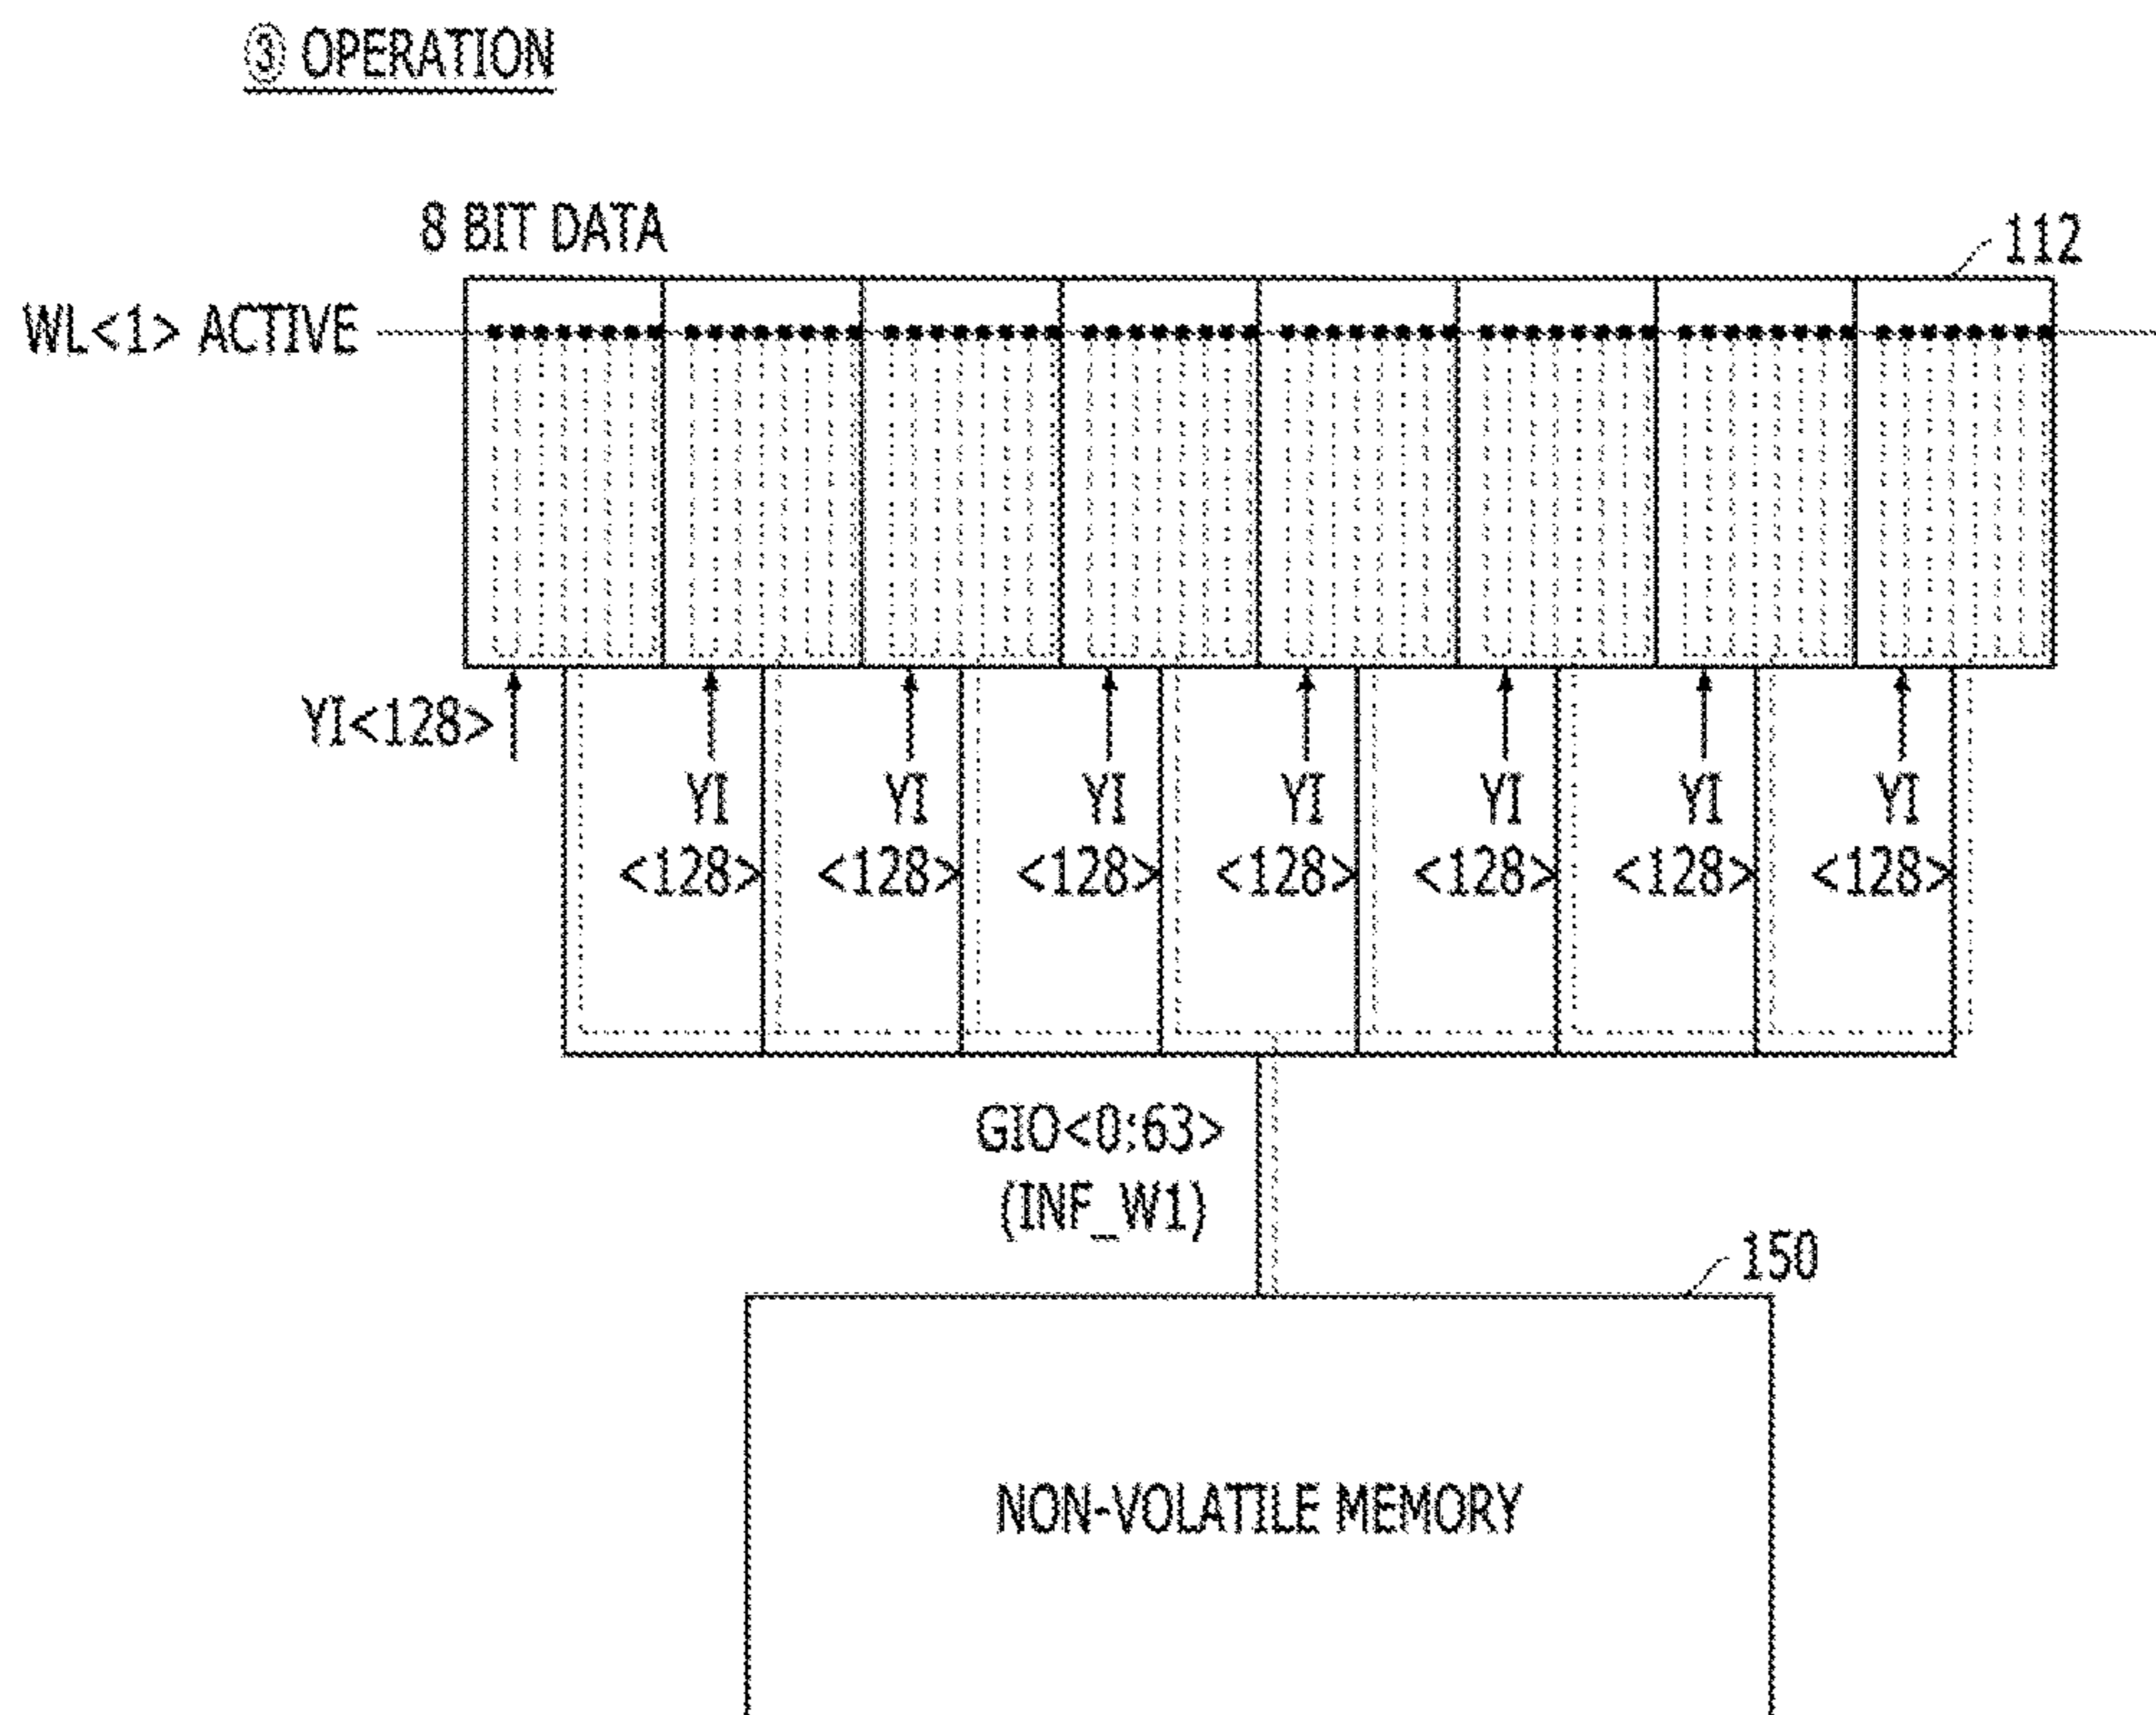 ③ OPERATION
8 BIT DATA
112
WL<1> ACTIVE
YI<128>
YI <128>
YI <128>
YI <128>
YI <128>
YI <128>
YI <128>
YI <128>
GIO<0:63>
(INF_W1)
150
NON-VOLATILE MEMORY